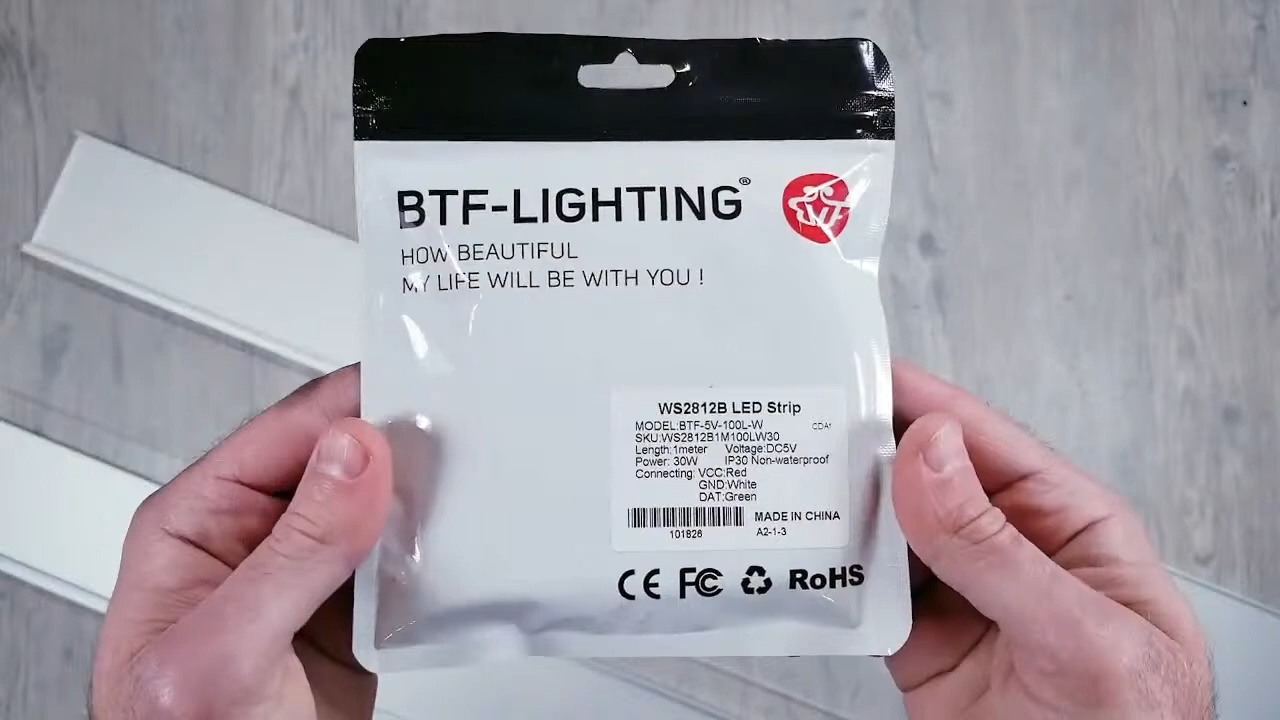 BTF-LIGHTING®
HOW BEAUTIFUL
MY LIFE WILL BE WITH YOU !
WS2812B LED Strip
MODEL:BTF-5V-100L-W
SKU:WS2812B1M100LW30
Length:1meter Voltage:DC5V
Power: 30W IP30 Non-waterproof
Connecting: VCC:Red
GND:White
DAT:Green
MADE IN CHINA
101826 A2-1-3
CE FC RoHS